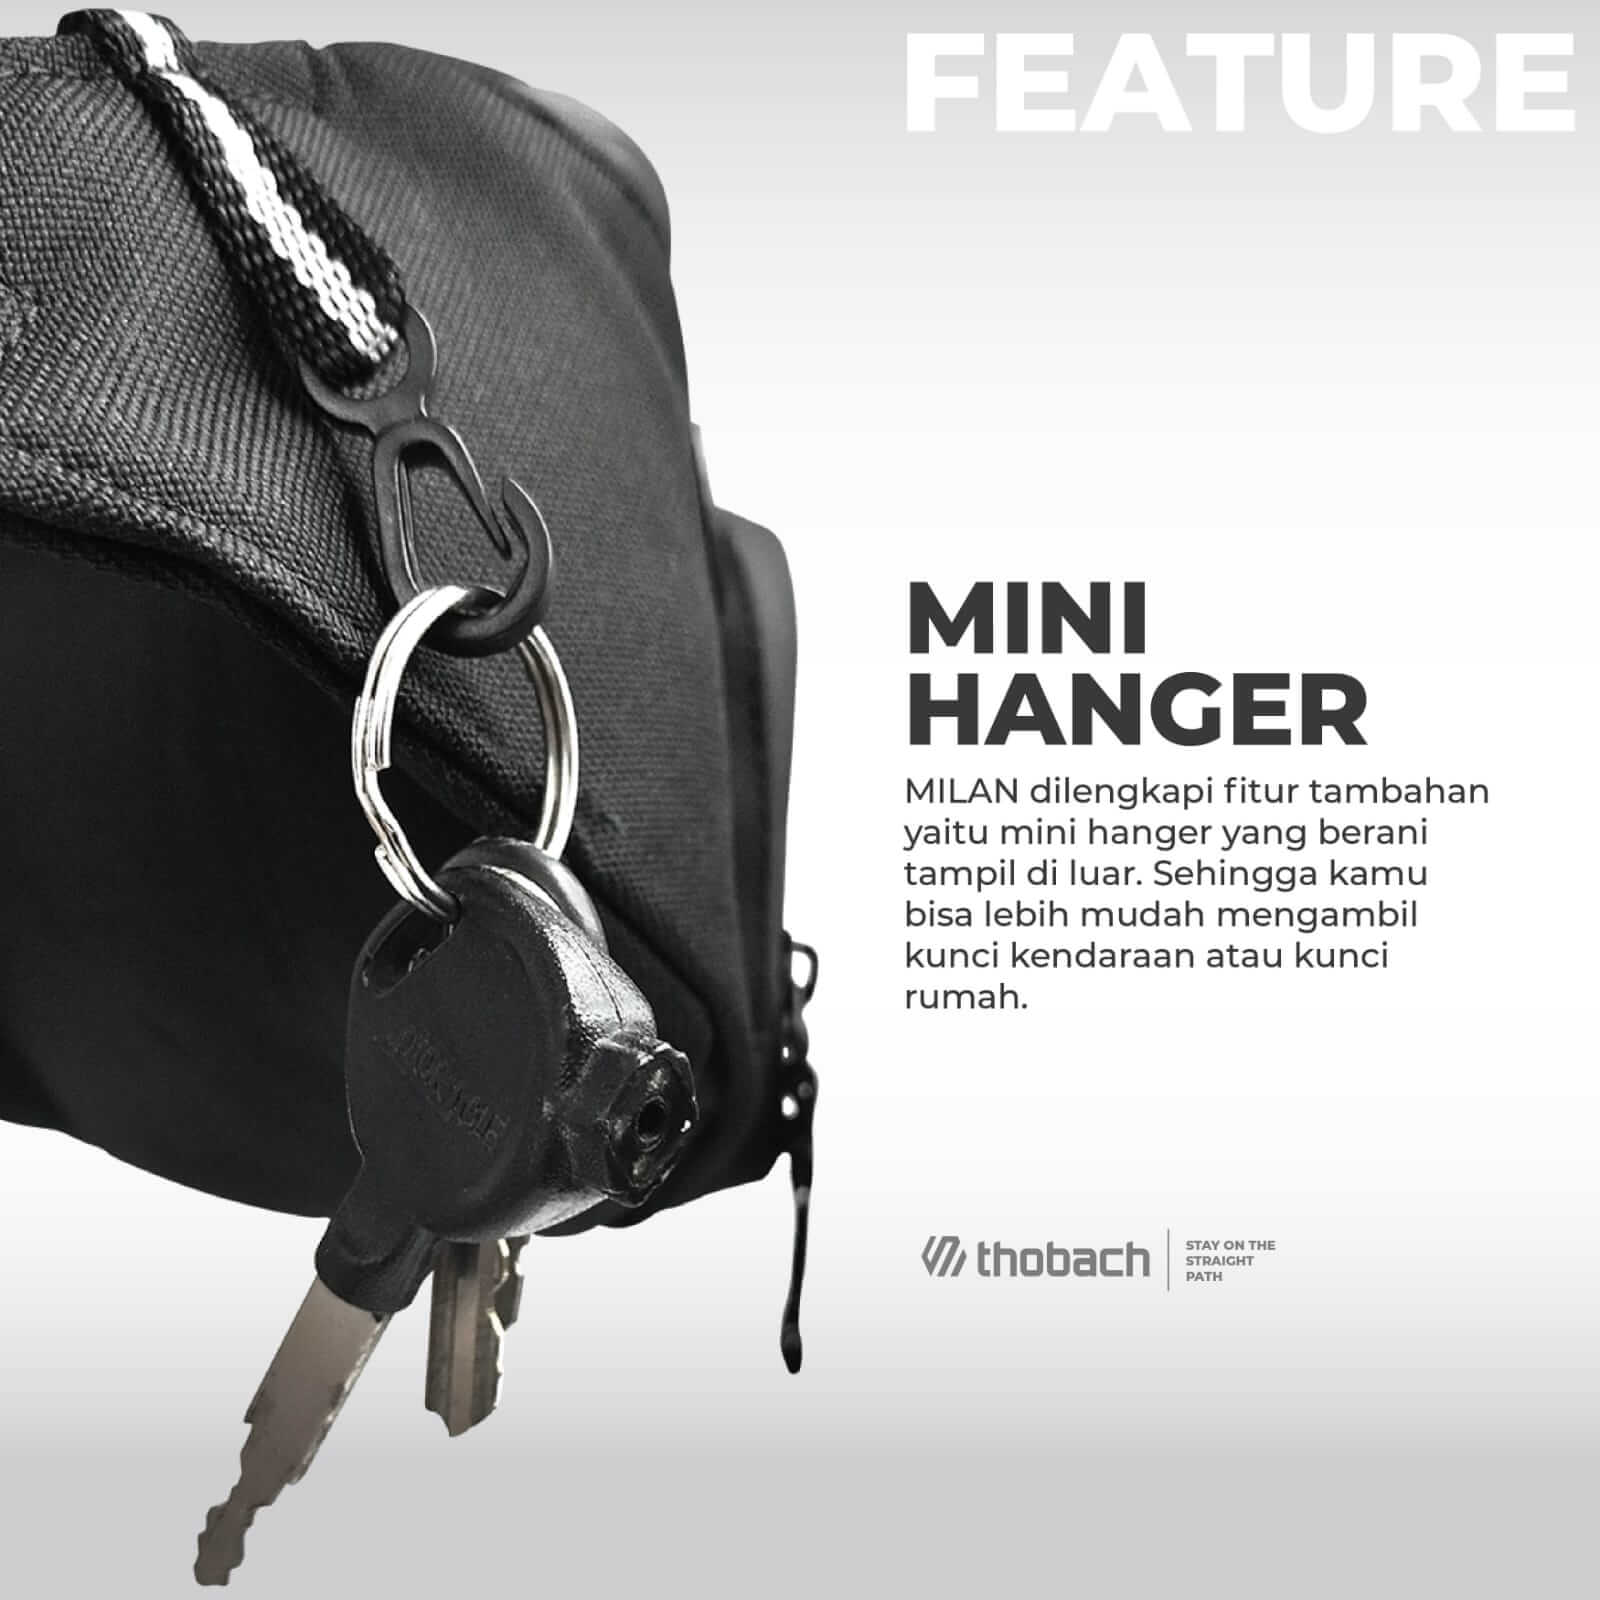 FEATURE
MINI
HANGER
MILAN dilengkapi fitur tambahan
yaitu mini hanger yang berani
tampil di luar. Sehingga kamu
bisa lebih mudah mengambil
kunci kendaraan atau kunci
rumah.
thobach
STAY ON THE
STRAIGHT
PATH